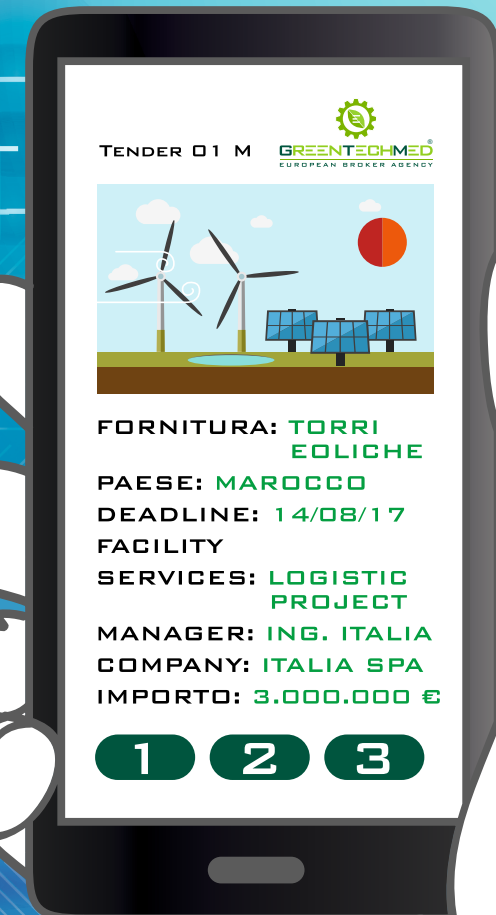 TENDER 01 M
GREENTECHMED®
EUROPEAN BROKER AGENCY
FORNITURA: TORRI
EOLICHE
PAESE: MAROCCO
DEADLINE: 14/08/17
FACILITY
SERVICES: LOGISTIC
PROJECT
MANAGER: ING. ITALIA
COMPANY: ITALIA SPA
IMPORTO: 3.000.000 €
1 2 3